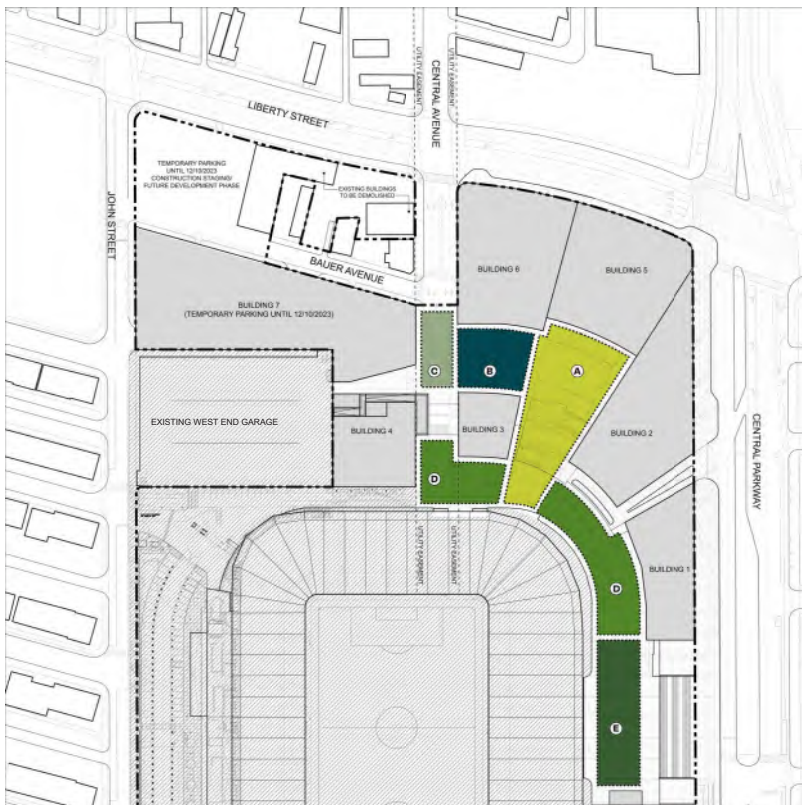 UTILITY EASEMENT
CENTRAL AVENUE
UTILITY EASEMENT
LIBERTY STREET
TEMPORARY PARKING
UNTIL 12/10/2023
CONSTRUCTION STAGING/
FUTURE DEVELOPMENT PHASE
EXISTING BUILDINGS
TO BE DEMOLISHED
JOHN STREET
BAUER AVENUE
BUILDING 6
BUILDING 5
BUILDING 7
(TEMPORARY PARKING UNTIL 12/10/2023)
C
B
A
EXISTING WEST END GARAGE
BUILDING 4
BUILDING 3
BUILDING 2
CENTRAL PARKWAY
D
UTILITY EASEMENT
UTILITY EASEMENT
BUILDING 1
D
E